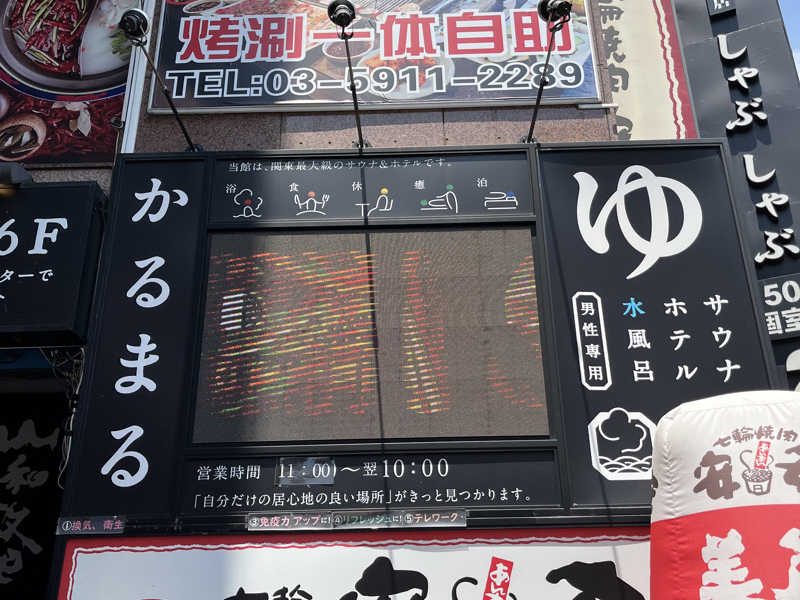 烤涮一体自助
TEL:03-5911-2289
しゃぶしゃぶ
6F
かるまる
当館は、関東最大級のサウナ&ホテルです。
浴 食 休 癒 泊
ゆ
サウナ
ホテル
水風呂
男性専用
営業時間 11:00〜翌10:00
「自分だけの居心地の良い場所」がきっと見つかります。
①換気、衛生
③免疫力アップに!④リフレッシュに!⑤テレワーク、
七輪焼肉
安
あぁ